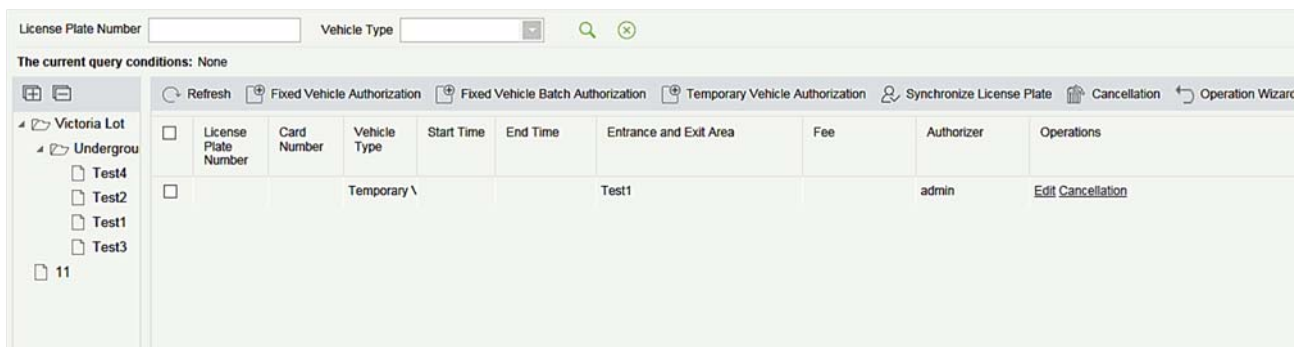 License Plate Number Vehicle Type
The current query conditions: None
Refresh Fixed Vehicle Authorization Fixed Vehicle Batch Authorization Temporary Vehicle Authorization Synchronize License Plate Cancellation Operation Wizard
Victoria Lot
Undergrou
Test4
Test2
Test1
Test3
11
License Plate Number Card Number Vehicle Type Start Time End Time Entrance and Exit Area Fee Authorizer Operations
Temporary V Test1 admin Edit Cancellation